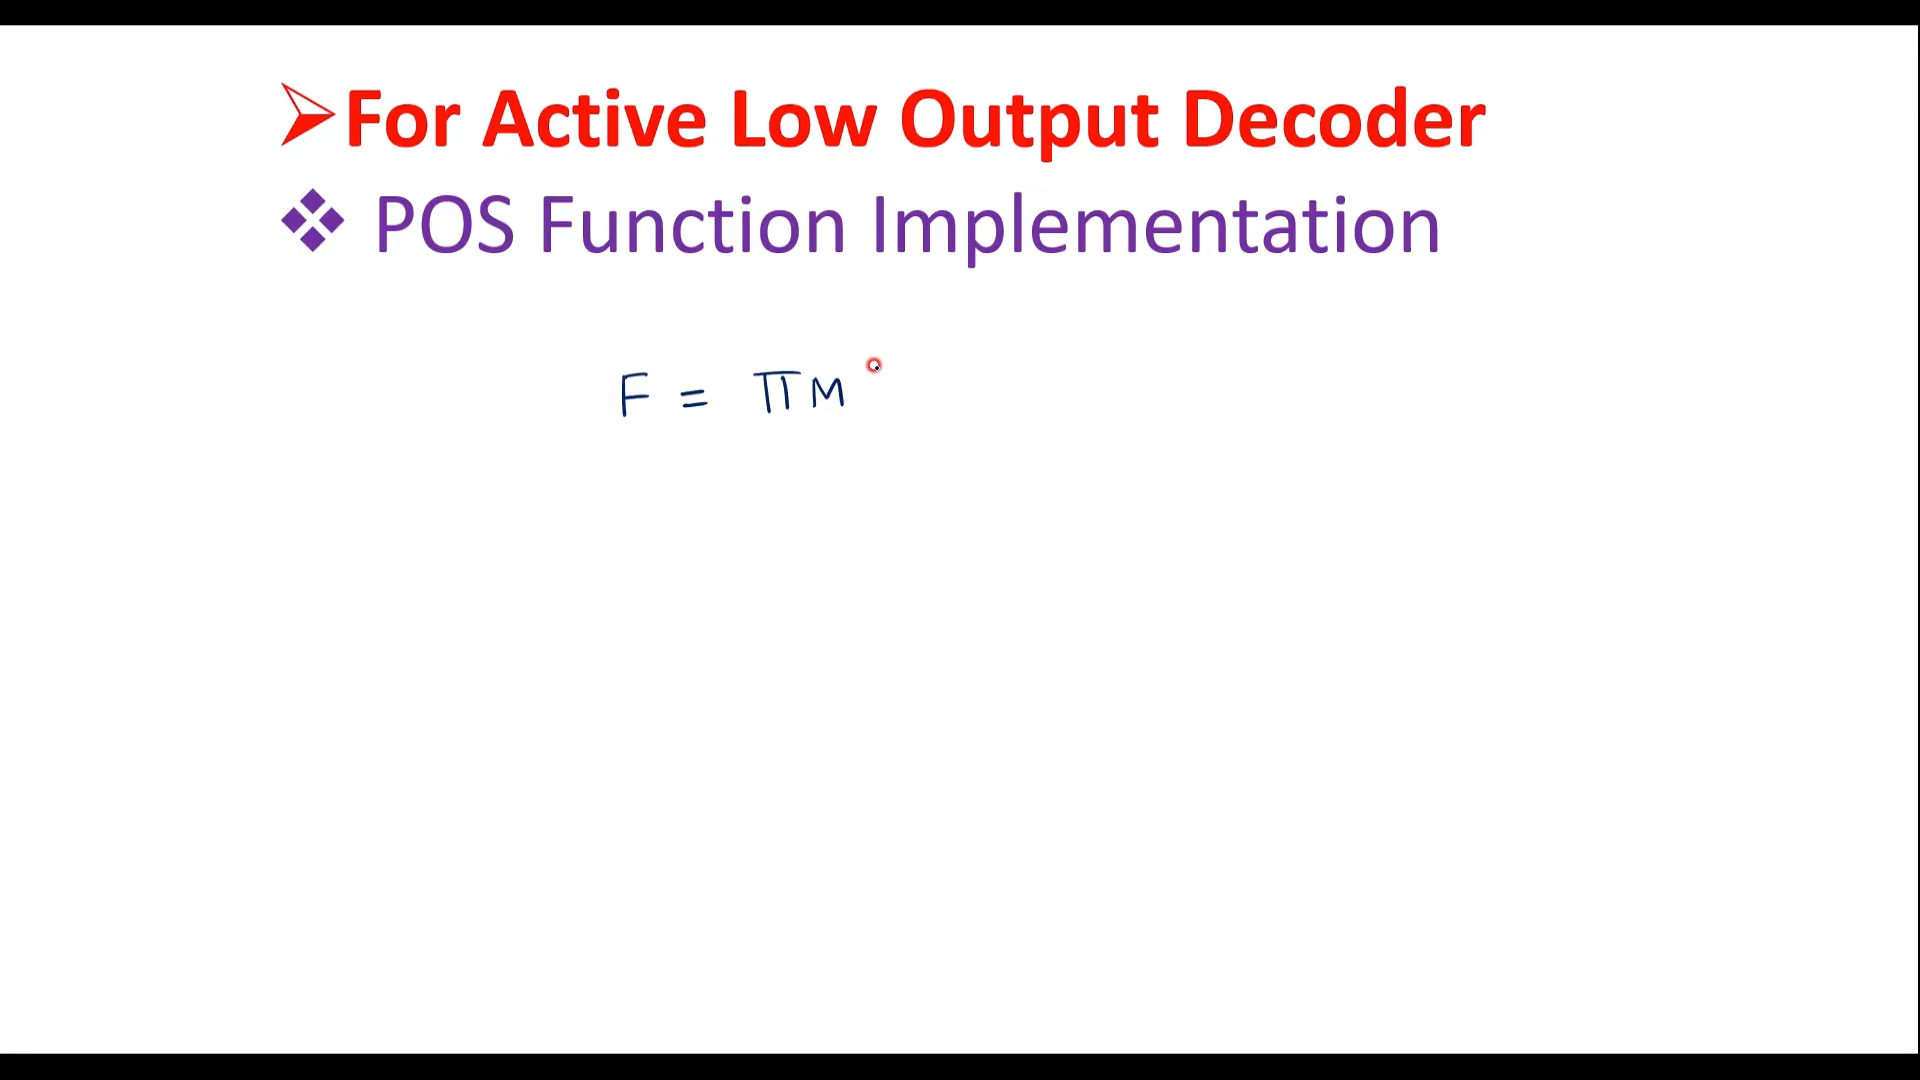 For Active Low Output Decoder
POS Function Implementation
F = ΠM